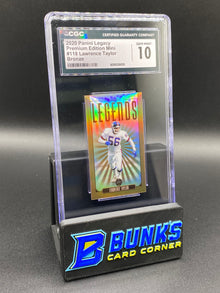 CGC
CERTIFIED GUARANTY COMPANY
2020 Panini Legacy
Premium Edition Mini
#118 Lawrence Taylor
Bronze
GEM MINT
10
LEGENDS
56
LAWRENCE TAYLOR
B BUNKS
CARD CORNER